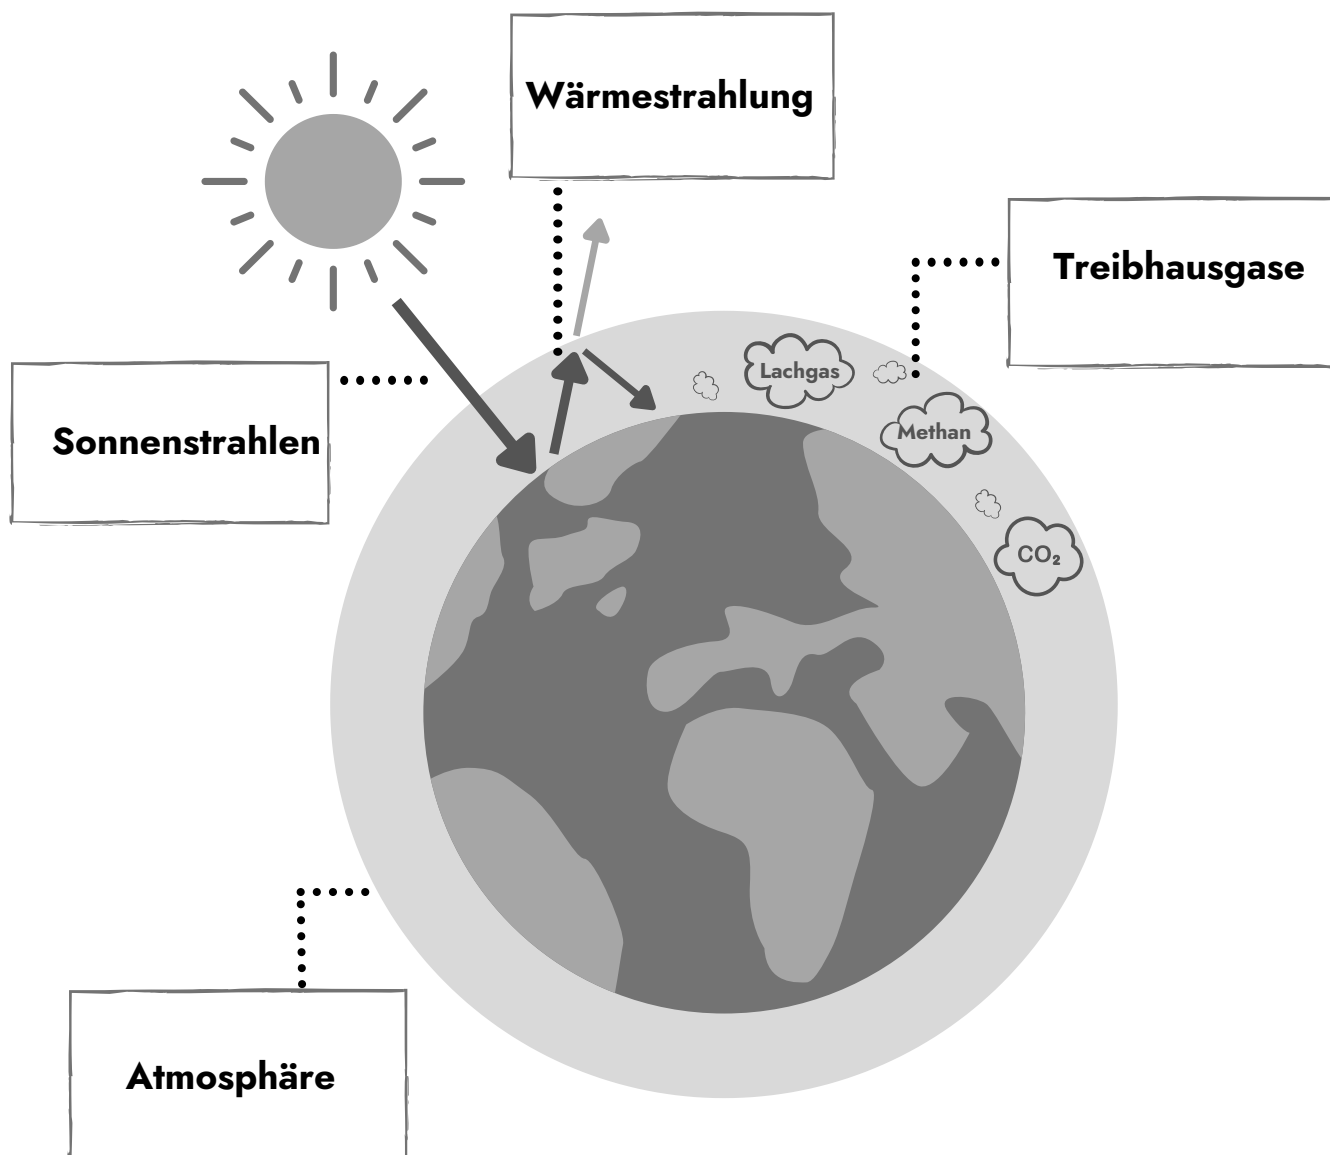 Wärmestrahlung
Treibhausgase
Lachgas
Methan
Sonnenstrahlen
CO₂
Atmosphäre